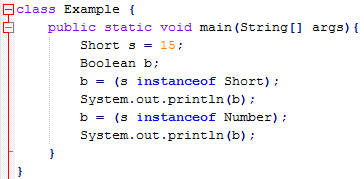 class Example {
    public static void main(String[] args){
        Short s = 15;
        Boolean b;
        b = (s instanceof Short);
        System.out.println(b);
        b = (s instanceof Number);
        System.out.println(b);
    }
}